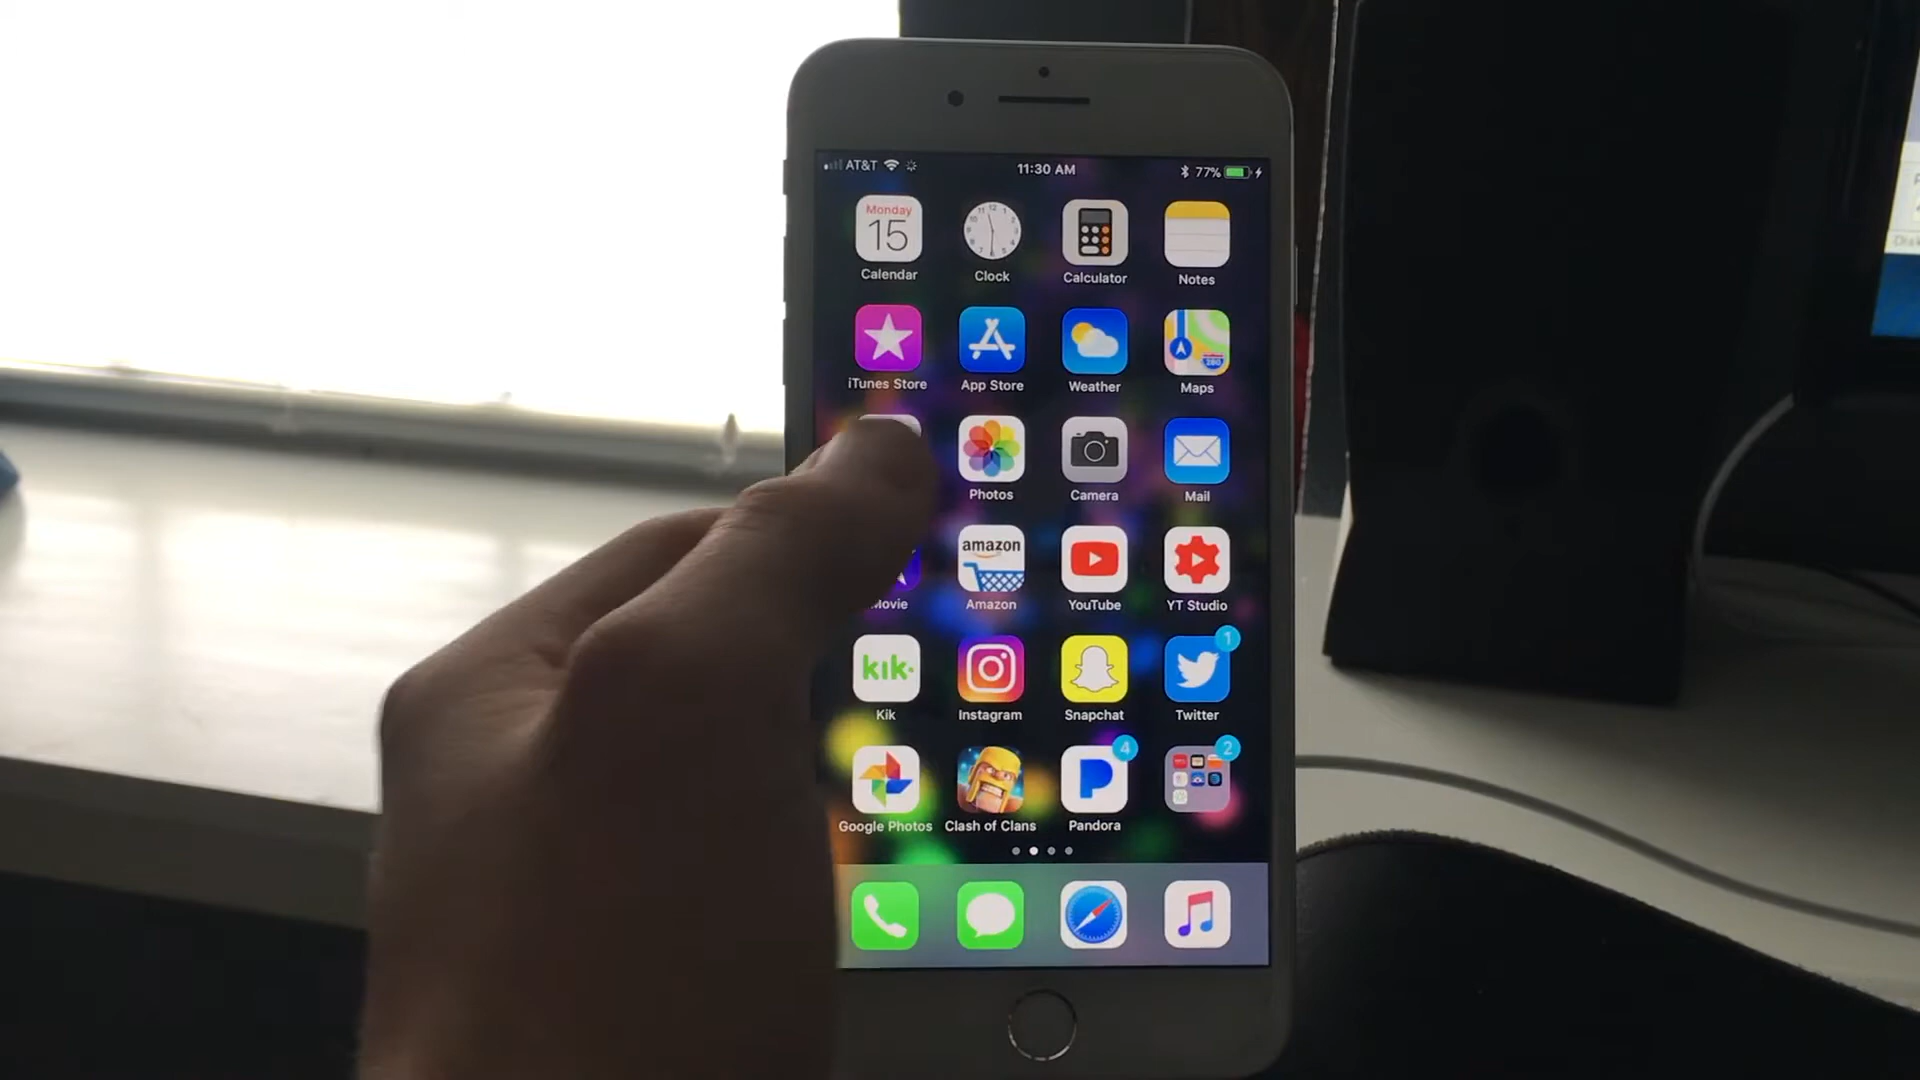 AT&T 11:30 AM 77%
Monday
15
Calendar Clock Calculator Notes
iTunes Store App Store Weather Maps
280
Photos Camera Mail
amazon
Movie Amazon YouTube YT Studio
1
kik.
Kik Instagram Snapchat Twitter
4 2
P
Google Photos Clash of Clans Pandora